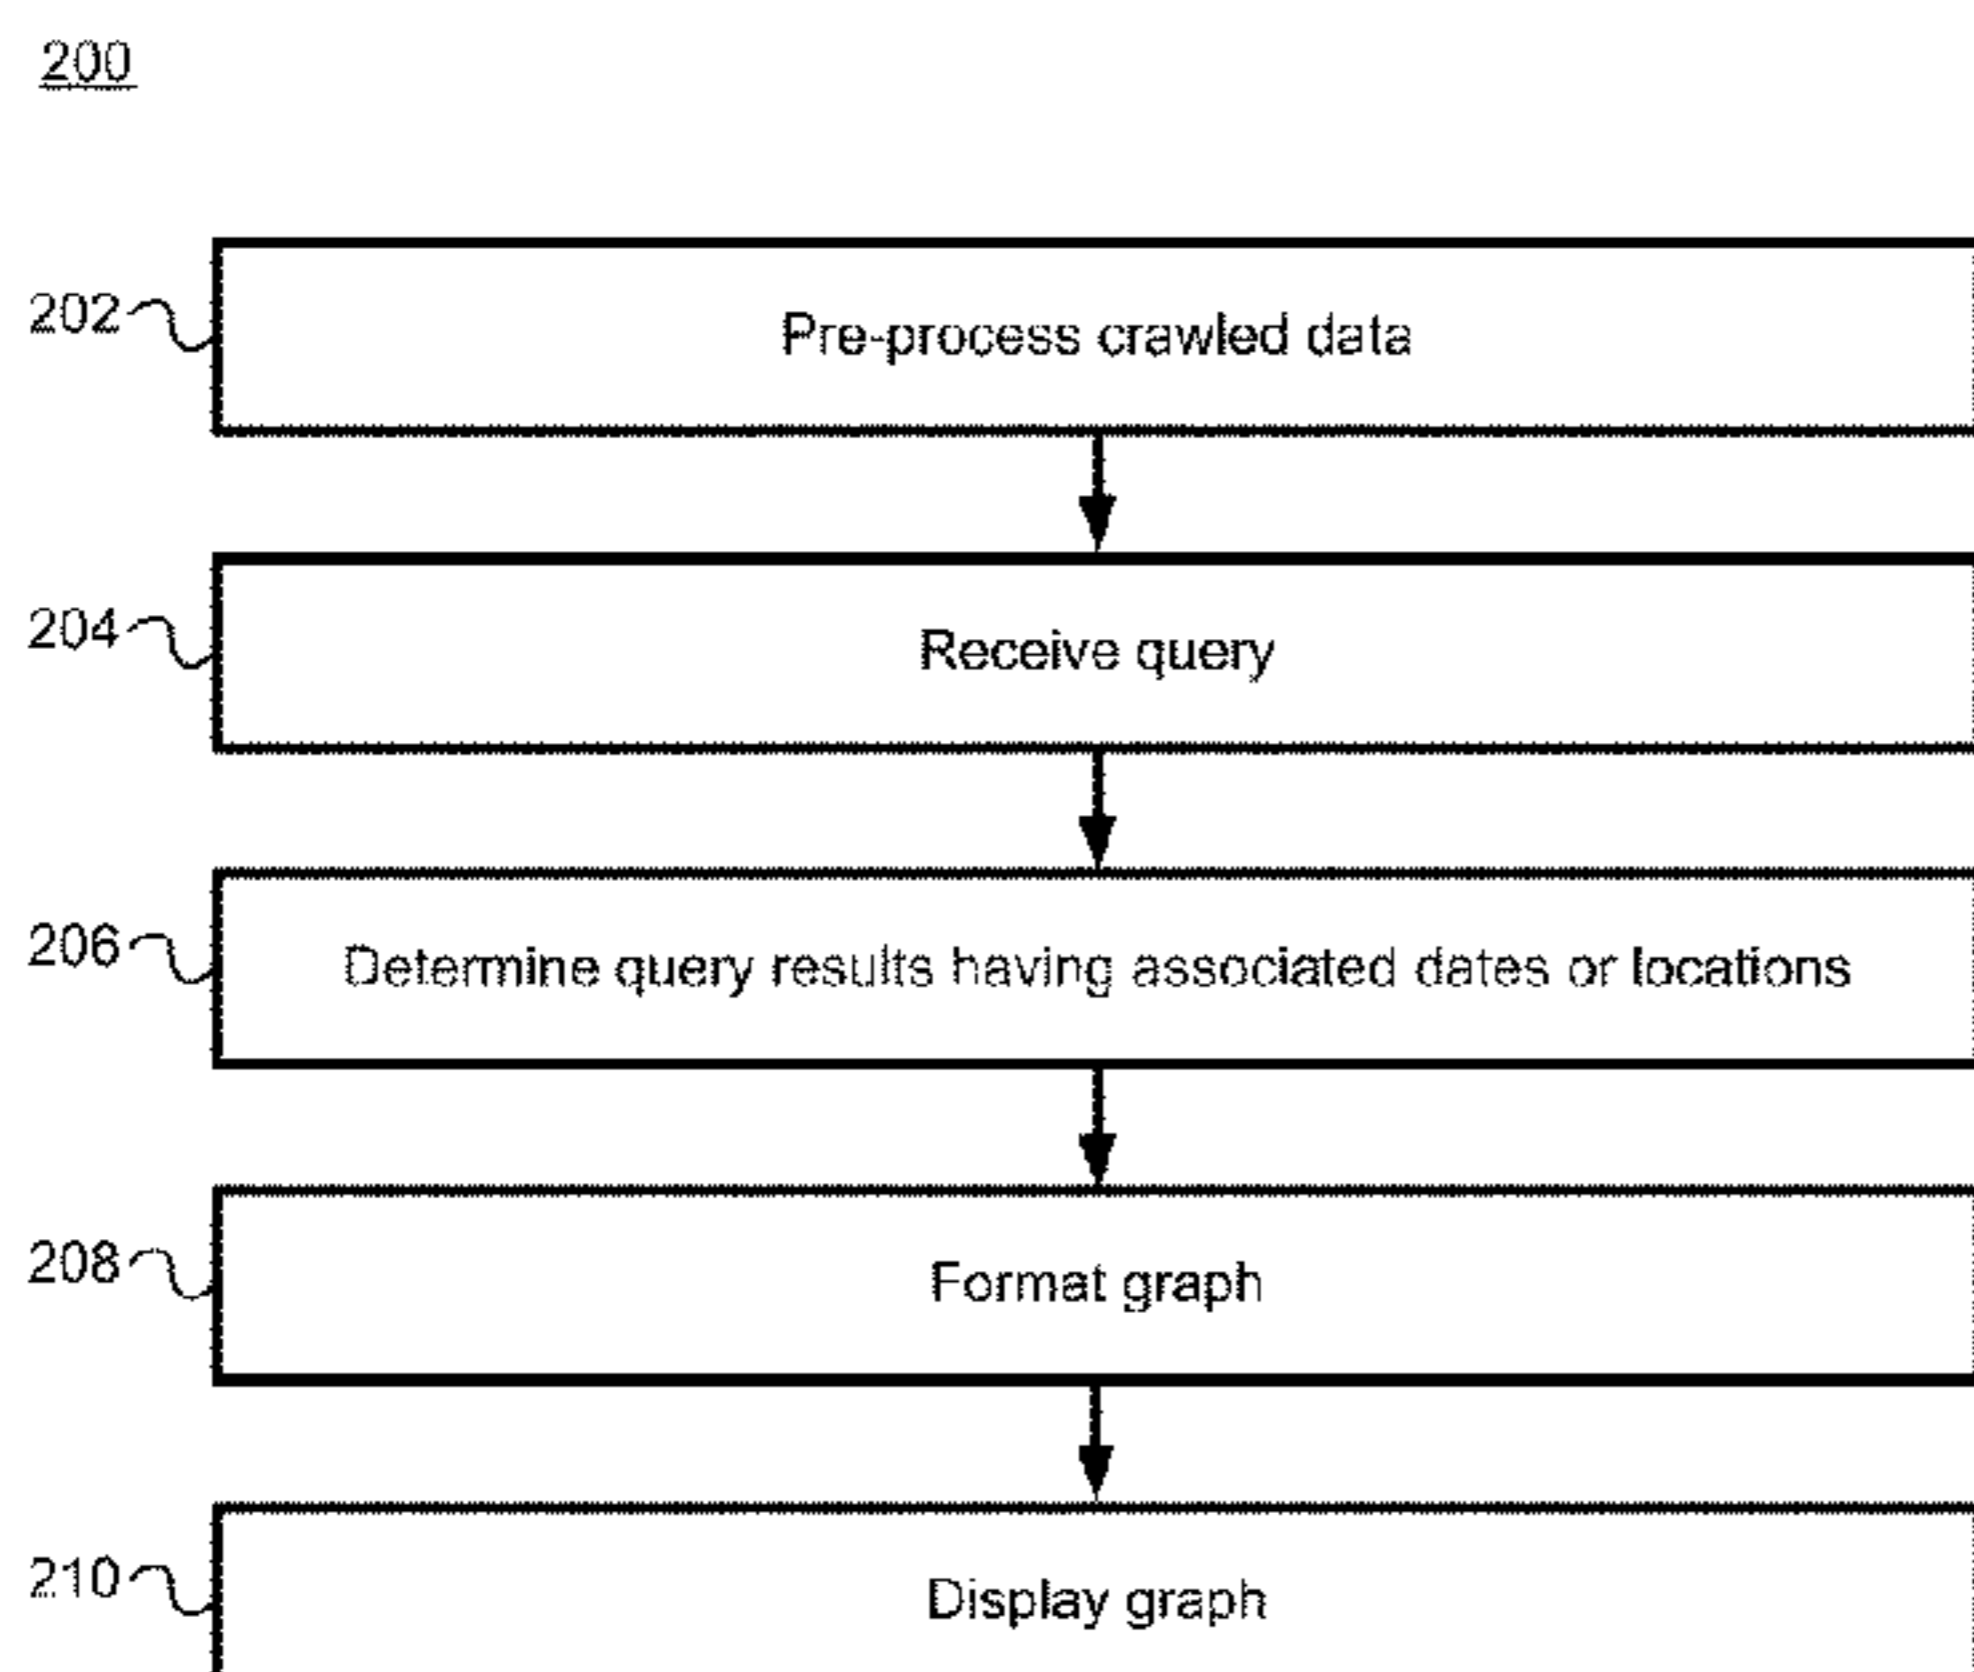 200
202
Pre-process crawled data
204
Receive query
206
Determine query results having associated dates or locations
208
Format graph
210
Display graph